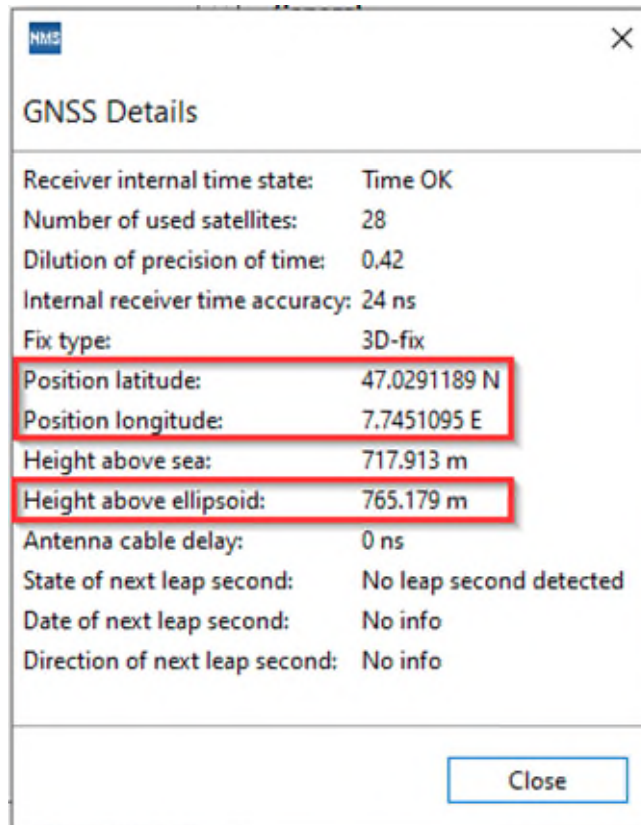 NMS
GNSS Details
Receiver internal time state: Time OK
Number of used satellites: 28
Dilution of precision of time: 0.42
Internal receiver time accuracy: 24 ns
Fix type: 3D-fix
Position latitude: 47.0291189 N
Position longitude: 7.7451095 E
Height above sea: 717.913 m
Height above ellipsoid: 765.179 m
Antenna cable delay: 0 ns
State of next leap second: No leap second detected
Date of next leap second: No info
Direction of next leap second: No info
Close